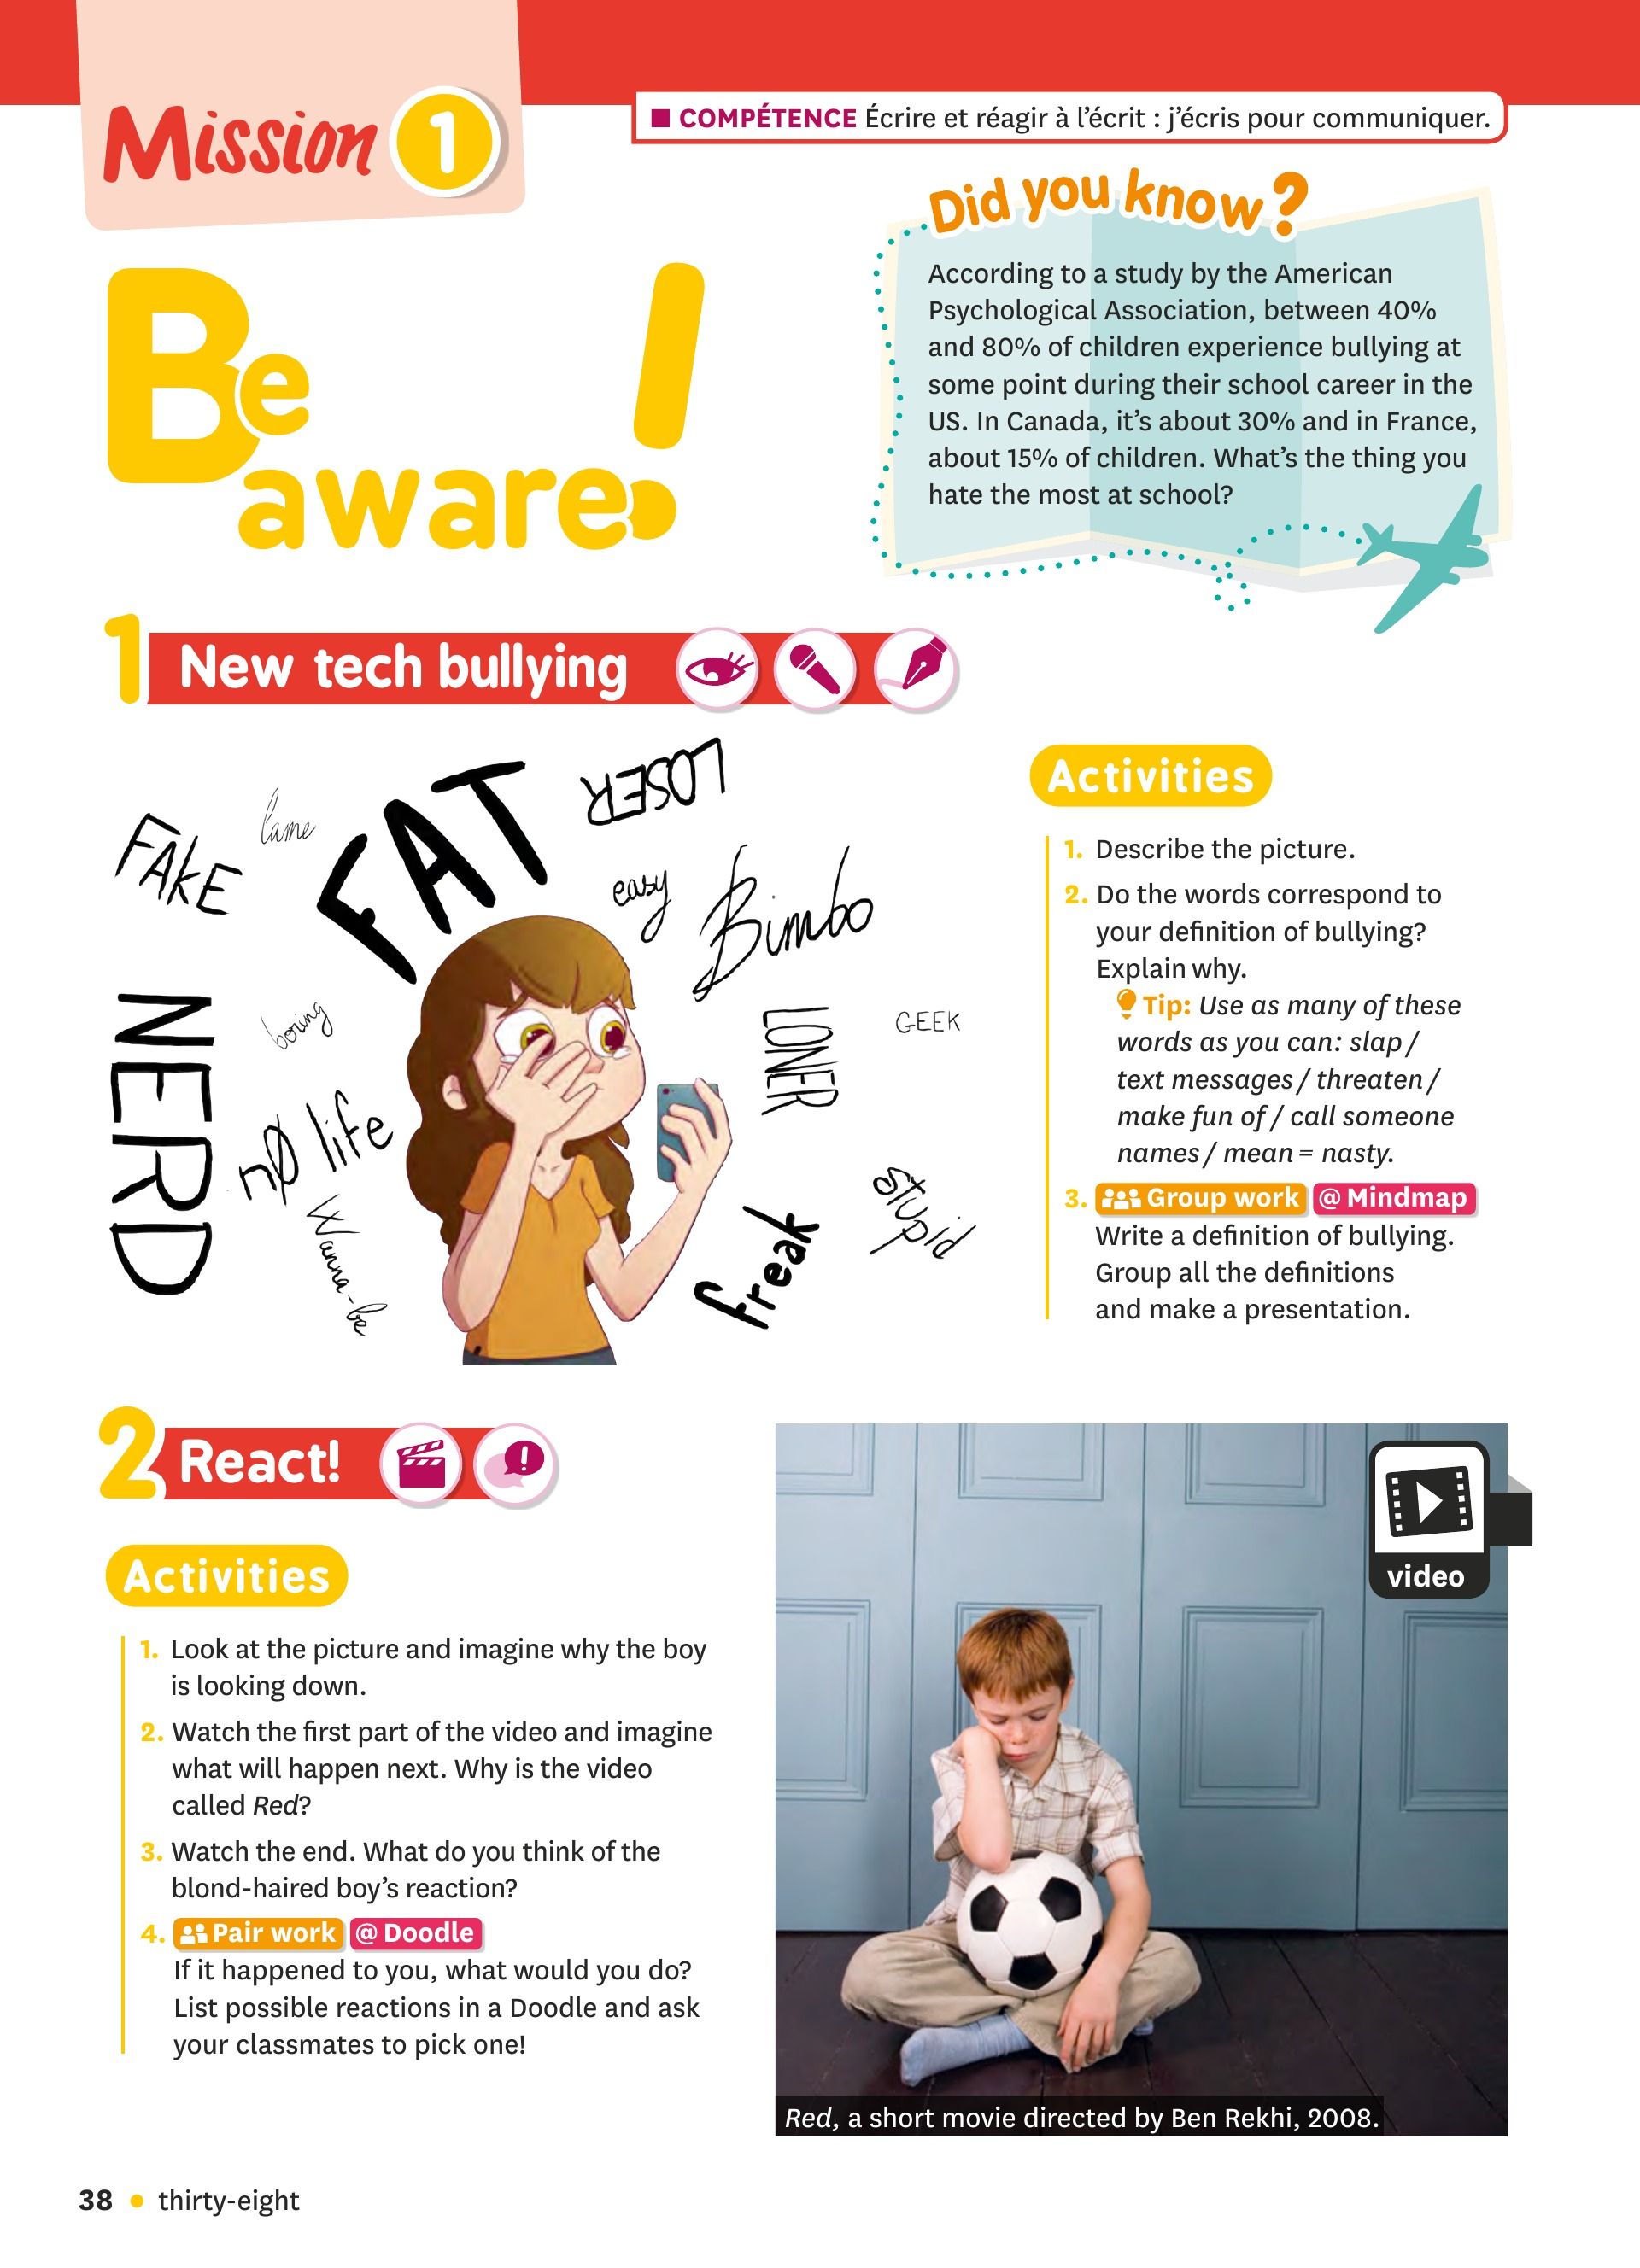 Mission 1
■ COMPÉTENCE Écrire et réagir à l'écrit : j'écris pour communiquer.
Did you know?
According to a study by the American
Psychological Association, between 40%
and 80% of children experience bullying at
some point during their school career in the
US. In Canada, it's about 30% and in France,
about 15% of children. What's the thing you
hate the most at school?
Be
aware!
1 New tech bullying
FAKE
lame
FAT
LOSER
easy
Bimbo
NERD
boring
LONER
GEEK
nø life
Wanna-be
freak
stupid
Activities
1. Describe the picture.
2. Do the words correspond to
your definition of bullying?
Explain why.
Tip: Use as many of these
words as you can: slap /
text messages / threaten /
make fun of / call someone
names / mean = nasty.
3. Group work @ Mindmap
Write a definition of bullying.
Group all the definitions
and make a presentation.
2 React!
Activities
1. Look at the picture and imagine why the boy
is looking down.
2. Watch the first part of the video and imagine
what will happen next. Why is the video
called Red?
3. Watch the end. What do you think of the
blond-haired boy's reaction?
4. Pair work @ Doodle
If it happened to you, what would you do?
List possible reactions in a Doodle and ask
your classmates to pick one!
video
Red, a short movie directed by Ben Rekhi, 2008.
38 • thirty-eight